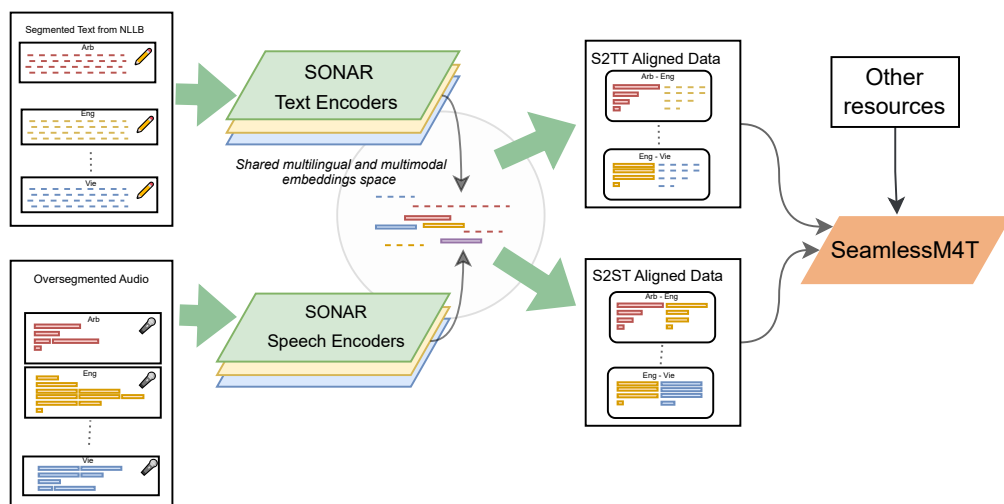 Segmented Text from NLLB
Arb
Eng
Vie
Oversegmented Audio
Arb
Eng
Vie
SONAR
Text Encoders
Shared multilingual and multimodal
embeddings space
SONAR
Speech Encoders
S2TT Aligned Data
Arb - Eng
Eng - Vie
S2ST Aligned Data
Arb - Eng
Eng - Vie
Other
resources
SeamlessM4T